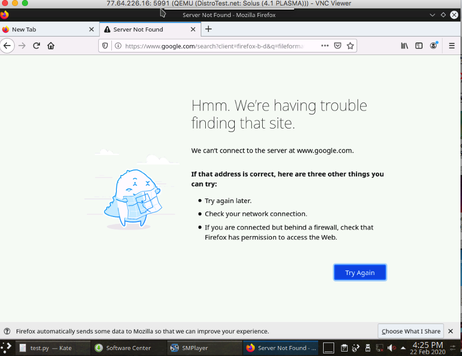 77.64.226.16: 5991 (QEMU (DistroTest.net: Solus (4.1 PLASMA))) - VNC Viewer
Server Not Found - Mozilla Firefox
New Tab
Server Not Found
https://www.google.com/search?client=firefox-b-d&q=fileform
Hmm. We're having trouble
finding that site.
We can't connect to the server at www.google.com.
If that address is correct, here are three other things you
can try:
Try again later.
Check your network connection.
If you are connected but behind a firewall, check that
Firefox has permission to access the Web.
Try Again
Firefox automatically sends some data to Mozilla so that we can improve your experience.
Choose What I Share
test.py — Kate
Software Center
SMPlayer
Server Not Found - ...
4:25 PM
22 Feb 2020